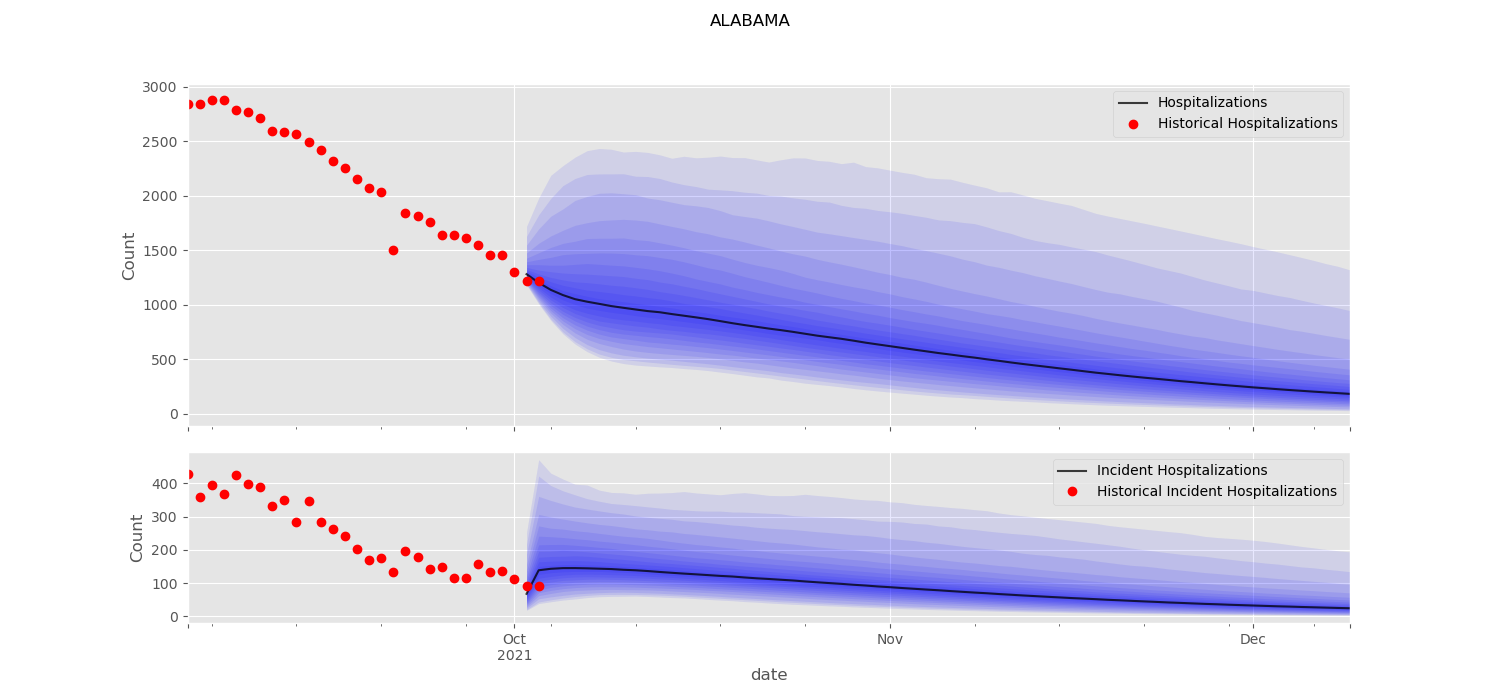 ALABAMA
3000
2500
2000
1500
1000
500
0
Count
Hospitalizations
Historical Hospitalizations
400
300
200
100
0
Count
Incident Hospitalizations
Historical Incident Hospitalizations
Oct
2021
Nov
Dec
date